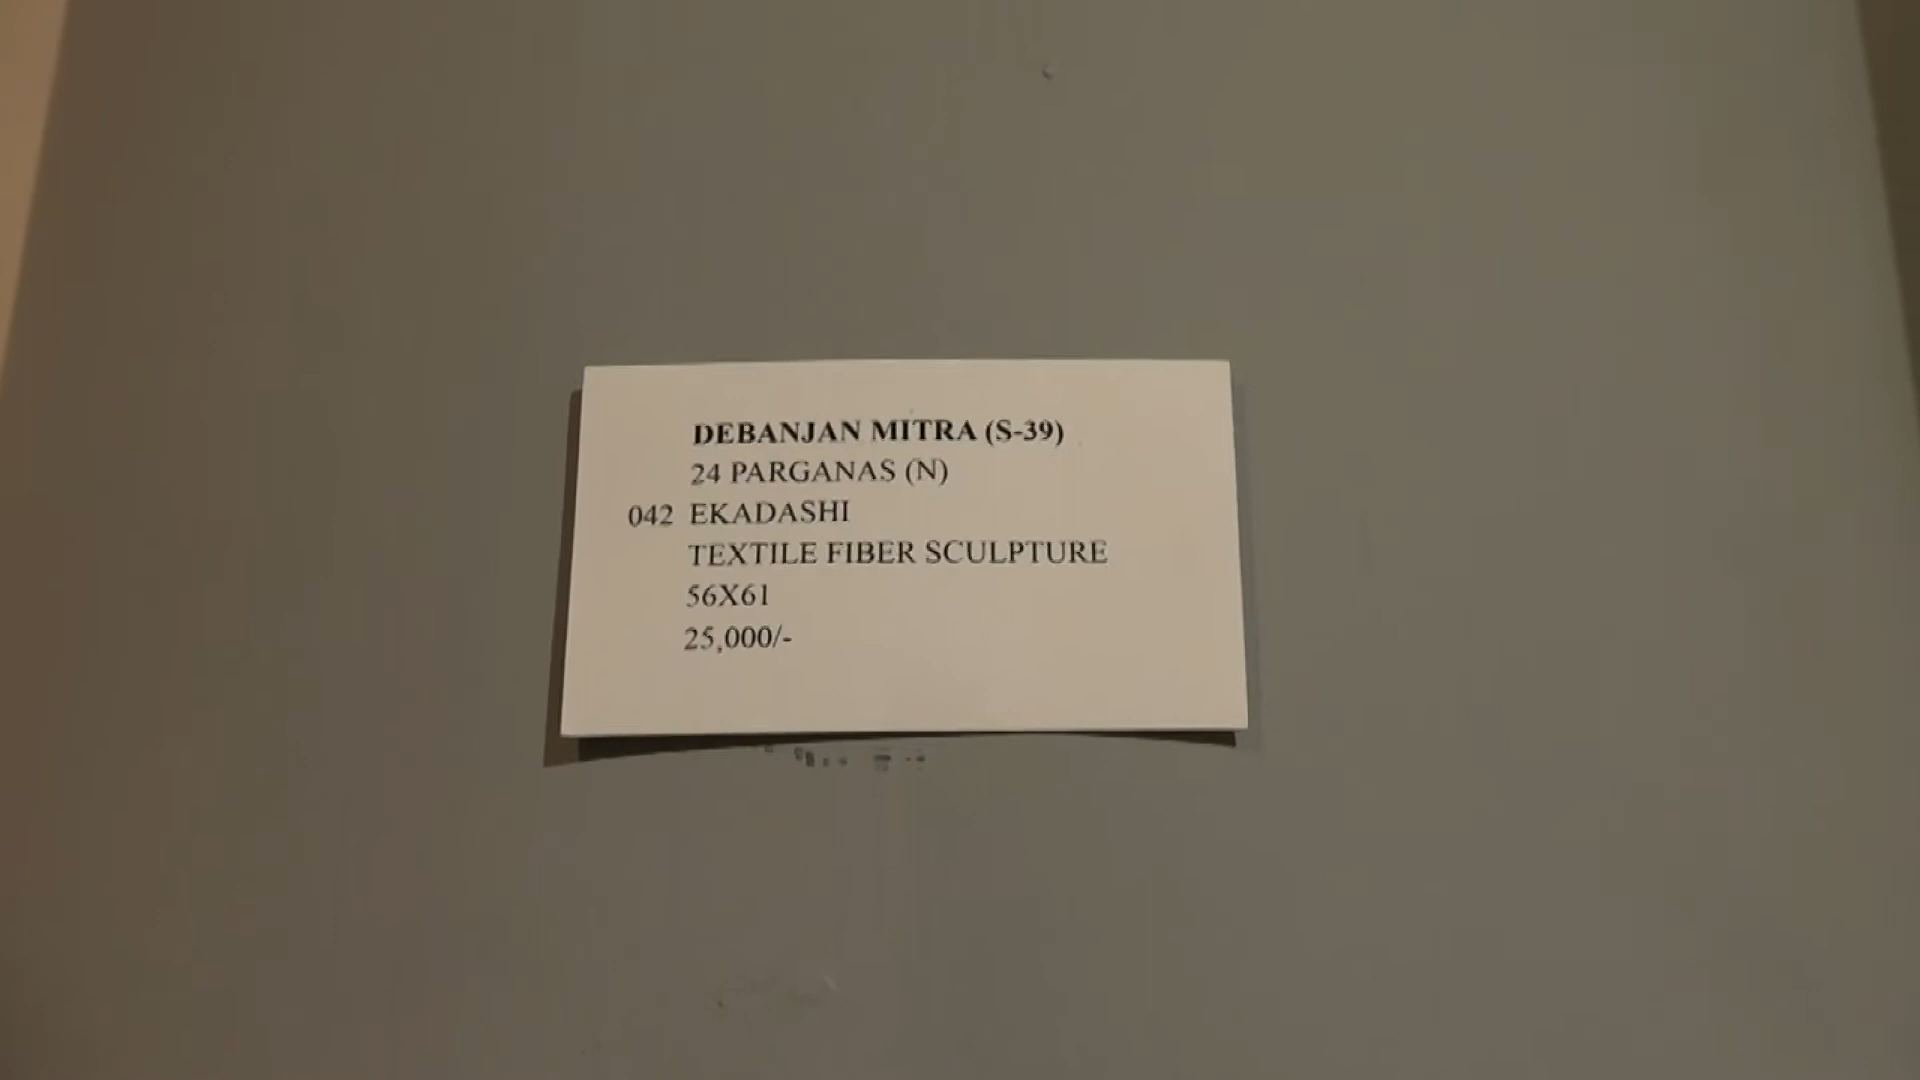 DEBANJAN MITRA (S-39)
24 PARGANAS (N)
042 EKADASHI
TEXTILE FIBER SCULPTURE
56X61
25,000/-